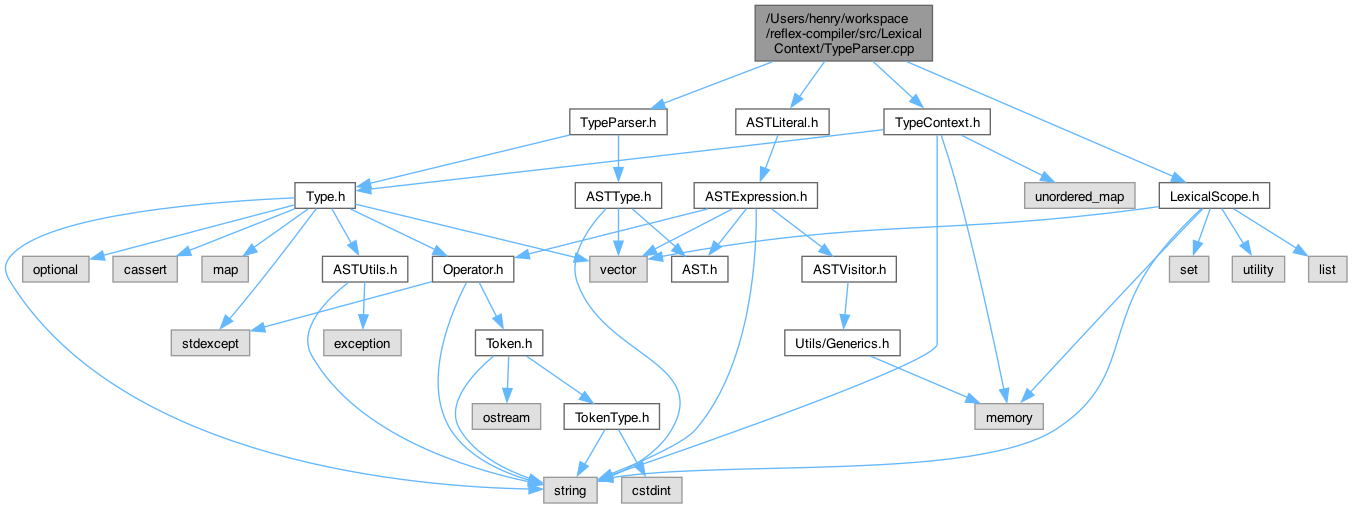 /Users/henry/workspace
/reflex-compiler/src/Lexical
Context/TypeParser.cpp
TypeParser.h
ASTLiteral.h
TypeContext.h
Type.h
ASTType.h
ASTExpression.h
unordered_map
LexicalScope.h
optional
cassert
map
ASTUtils.h
Operator.h
vector
AST.h
ASTVisitor.h
set
utility
list
stdexcept
exception
Token.h
Utils/Generics.h
ostream
TokenType.h
memory
string
cstdint